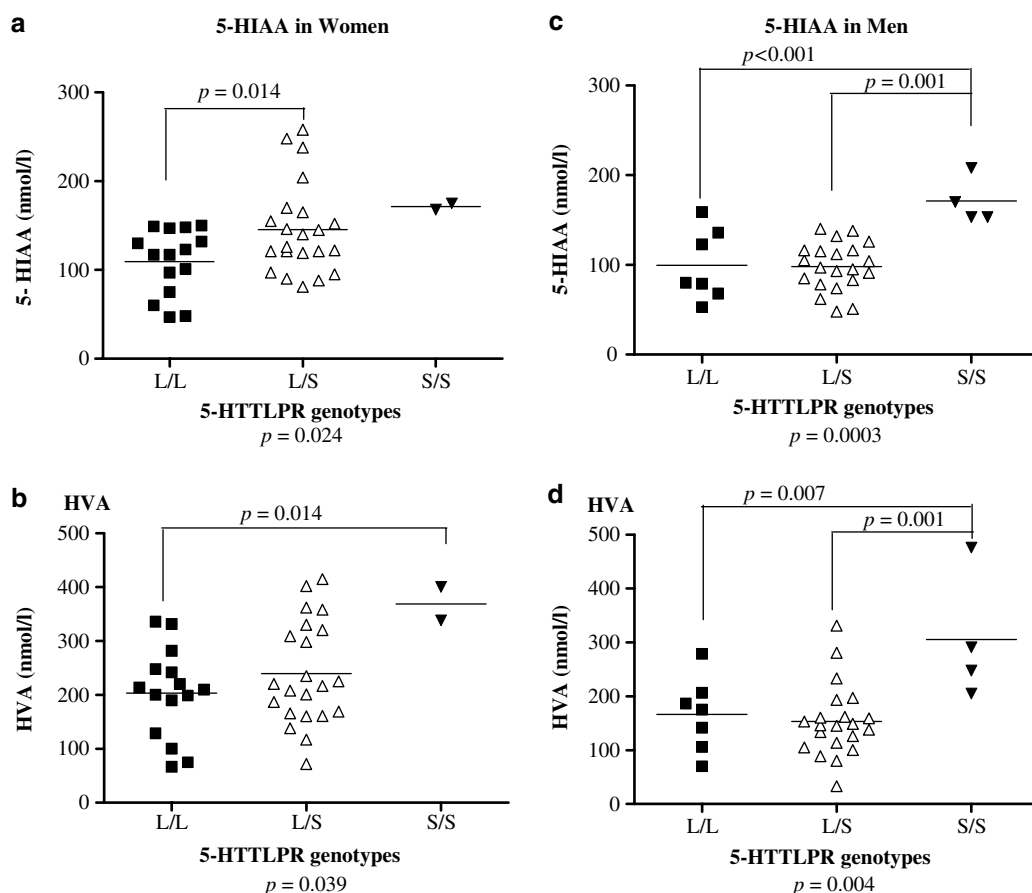 a
5-HIAA in Women
p = 0.014
300
200
100
0
5- HIAA (nmol/l)
L/L L/S S/S
5-HTTLPR genotypes
p = 0.024
b
HVA
p = 0.014
500
400
300
200
100
0
HVA (nmol/l)
L/L L/S S/S
5-HTTLPR genotypes
p = 0.039
c
5-HIAA in Men
p<0.001
p = 0.001
300
200
100
0
5-HIAA (nmol/l)
L/L L/S S/S
5-HTTLPR genotypes
p = 0.0003
d
HVA
p = 0.007
p = 0.001
500
400
300
200
100
0
HVA (nmol/l)
L/L L/S S/S
5-HTTLPR genotypes
p = 0.004